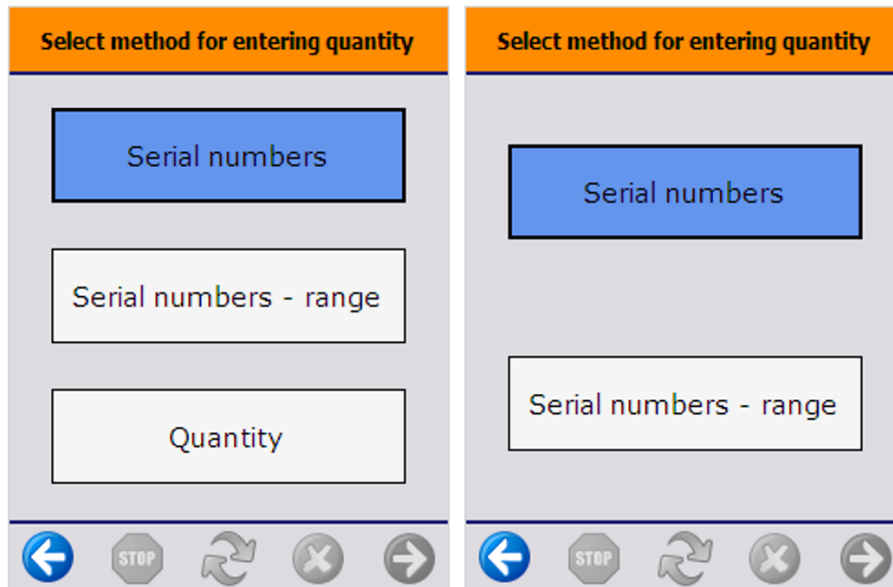 Select method for entering quantity
Serial numbers
Serial numbers - range
Quantity
STOP
Select method for entering quantity
Serial numbers
Serial numbers - range
STOP